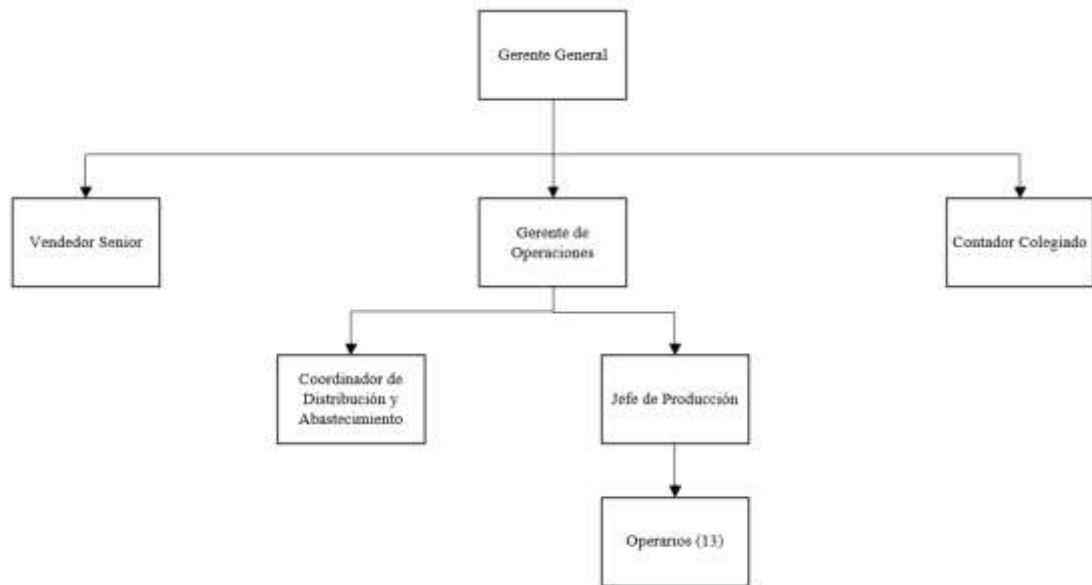 Gerente General
Vendedor Senior
Gerente de
Operaciones
Contador Colegiado
Coordinador de
Distribución y
Abastecimiento
Jefe de Producción
Operarios (13)